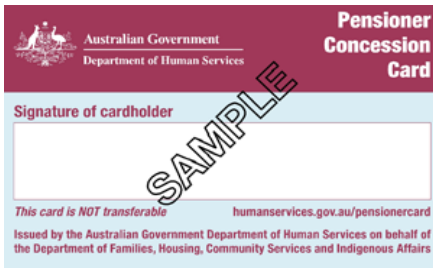 Australian Government
Department of Human Services
Pensioner
Concession
Card
Signature of cardholder
SAMPLE
This card is NOT transferable
humanservices.gov.au/pensionercard
Issued by the Australian Government Department of Human Services on behalf of
the Department of Families, Housing, Community Services and Indigenous Affairs